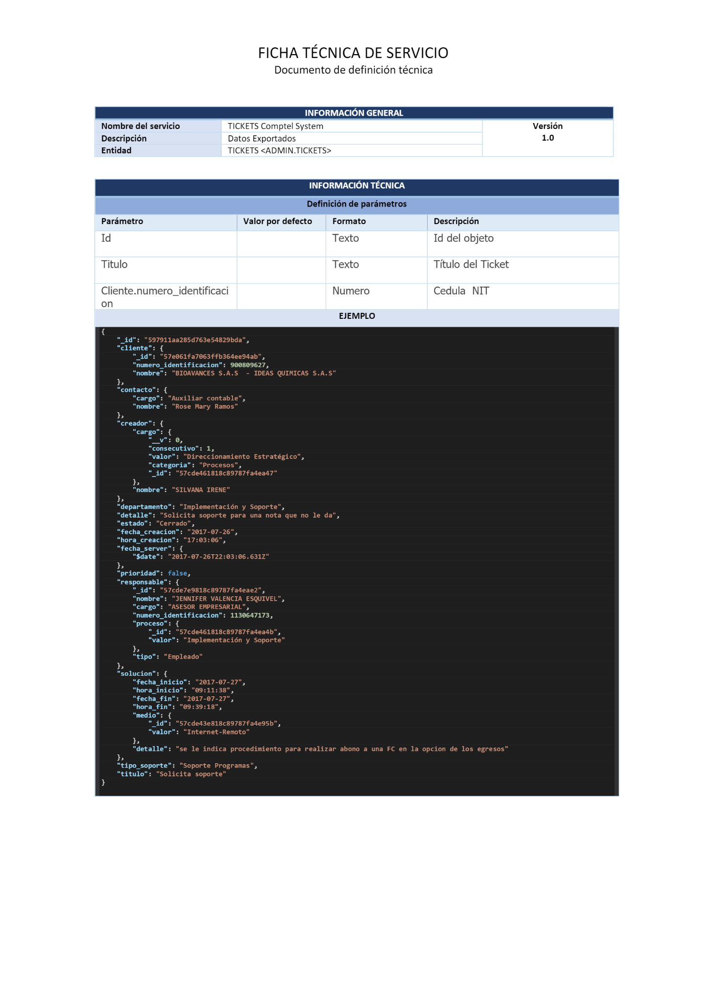 FICHA TÉCNICA DE SERVICIO
Documento de definición técnica
INFORMACIÓN GENERAL
Nombre del servicio TICKETS Comptel System Versión
Descripción Datos Exportados 1.0
Entidad TICKETS <ADMIN.TICKETS>
INFORMACIÓN TÉCNICA
Definición de parámetros
Parámetro Valor por defecto Formato Descripción
Id Texto Id del objeto
Titulo Texto Título del Ticket
Cliente.numero_identificaci Numero Cedula  NIT
on
EJEMPLO
{
    "_id": "597911aa285d763e54829bda",
    "cliente": {
        "_id": "57e061fa7063ffb364ee94ab",
        "numero_identificacion": 900809627,
        "nombre": "BIOAVANCES S.A.S  - IDEAS QUIMICAS S.A.S"
    },
    "contacto": {
        "cargo": "Auxiliar contable",
        "nombre": "Rose Mary Ramos"
    },
    "creador": {
        "cargo": {
            "__v": 0,
            "consecutivo": 1,
            "valor": "Direccionamiento Estratégico",
            "categoria": "Procesos",
            "_id": "57cde461818c89787fa4ea47"
        },
        "nombre": "SILVANA IRENE"
    },
    "departamento": "Implementación y Soporte",
    "detalle": "Solicita soporte para una nota que no le da",
    "estado": "Cerrado",
    "fecha_creacion": "2017-07-26",
    "hora_creacion": "17:03:06",
    "fecha_server": {
        "$date": "2017-07-26T22:03:06.631Z"
    },
    "prioridad": false,
    "responsable": {
        "_id": "57cde7e9818c89787fa4eae2",
        "nombre": "JENNIFER VALENCIA ESQUIVEL",
        "cargo": "ASESOR EMPRESARIAL",
        "numero_identificacion": 1130647173,
        "proceso": {
            "_id": "57cde461818c89787fa4ea4b",
            "valor": "Implementación y Soporte"
        },
        "tipo": "Empleado"
    },
    "solucion": {
        "fecha_inicio": "2017-07-27",
        "hora_inicio": "09:11:38",
        "fecha_fin": "2017-07-27",
        "hora_fin": "09:39:18",
        "medio": {
            "_id": "57cde43e818c89787fa4e95b",
            "valor": "Internet-Remoto"
        },
        "detalle": "se le indica procedimiento para realizar abono a una FC en la opcion de los egresos"
    },
    "tipo_soporte": "Soporte Programas",
    "titulo": "Solicita soporte"
}